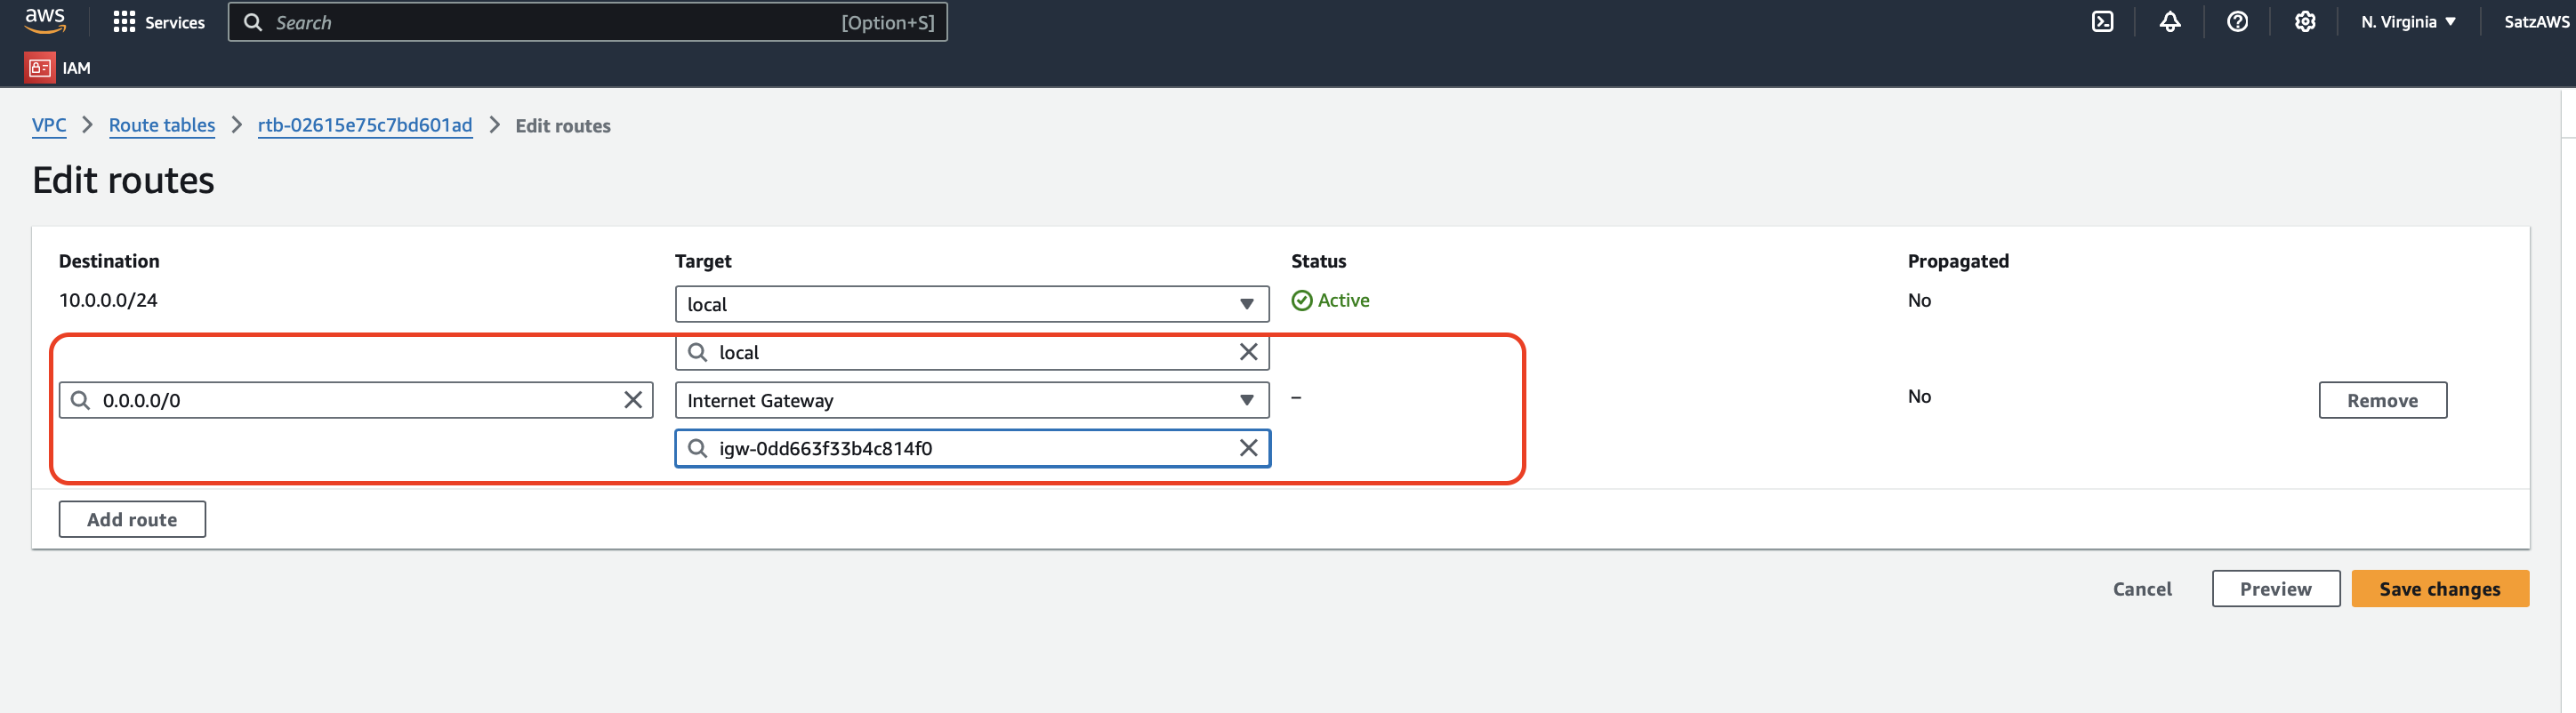 aws
Services
Search
[Option+S]
N. Virginia
SatzAWS
IAM
VPC
Route tables
rtb-02615e75c7bd601ad
Edit routes
Edit routes
Destination
Target
Status
Propagated
10.0.0.0/24
local
Active
No
local
0.0.0.0/0
Internet Gateway
–
No
Remove
igw-0dd663f33b4c814f0
Add route
Cancel
Preview
Save changes